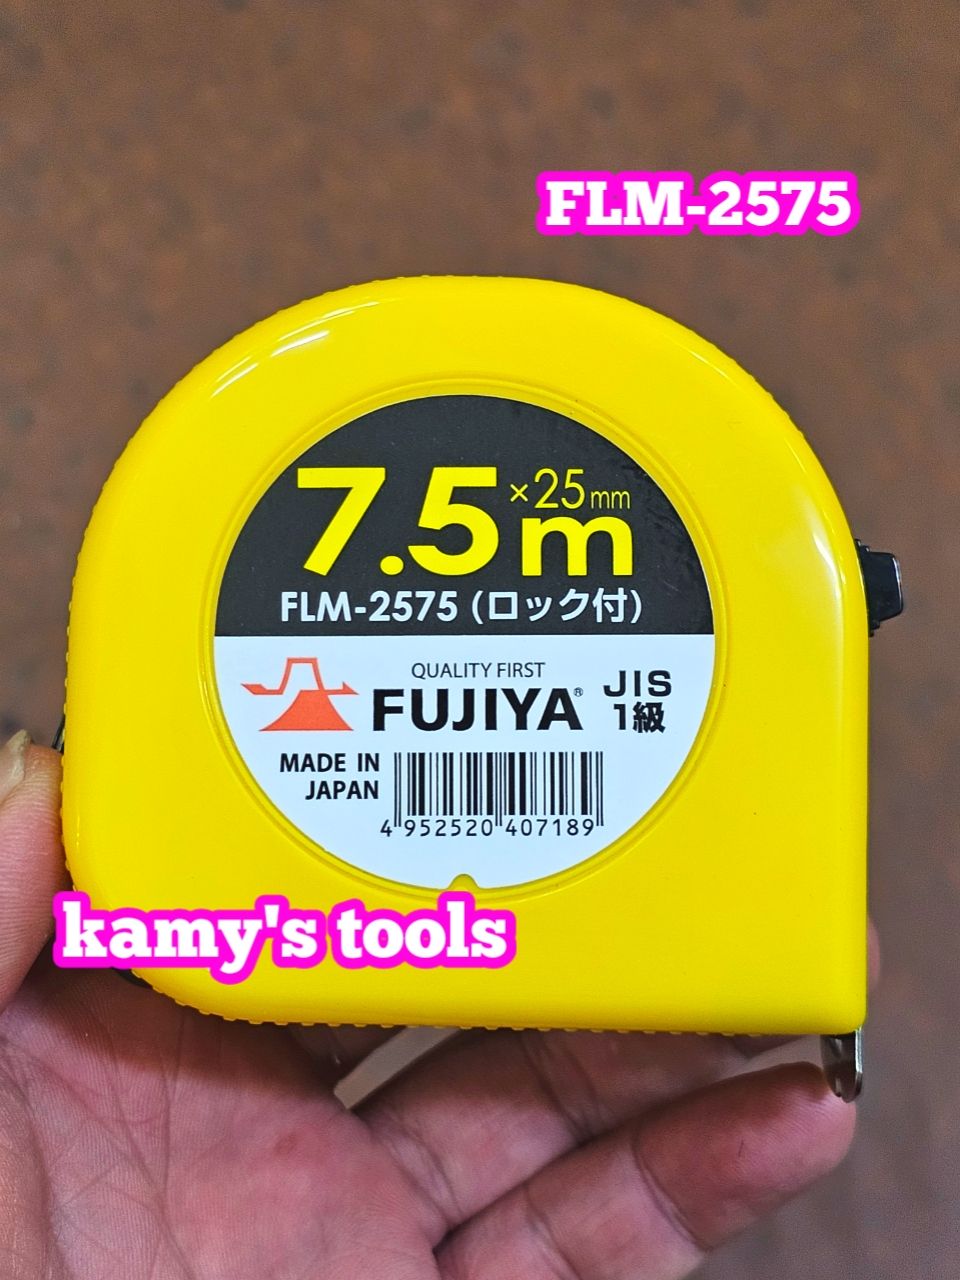 FLM-2575
7.5m
×25mm
FLM-2575 (ロック付)
QUALITY FIRST
FUJIYA®
JIS
1級
MADE IN
JAPAN
4 952520 407189
kamy's tools